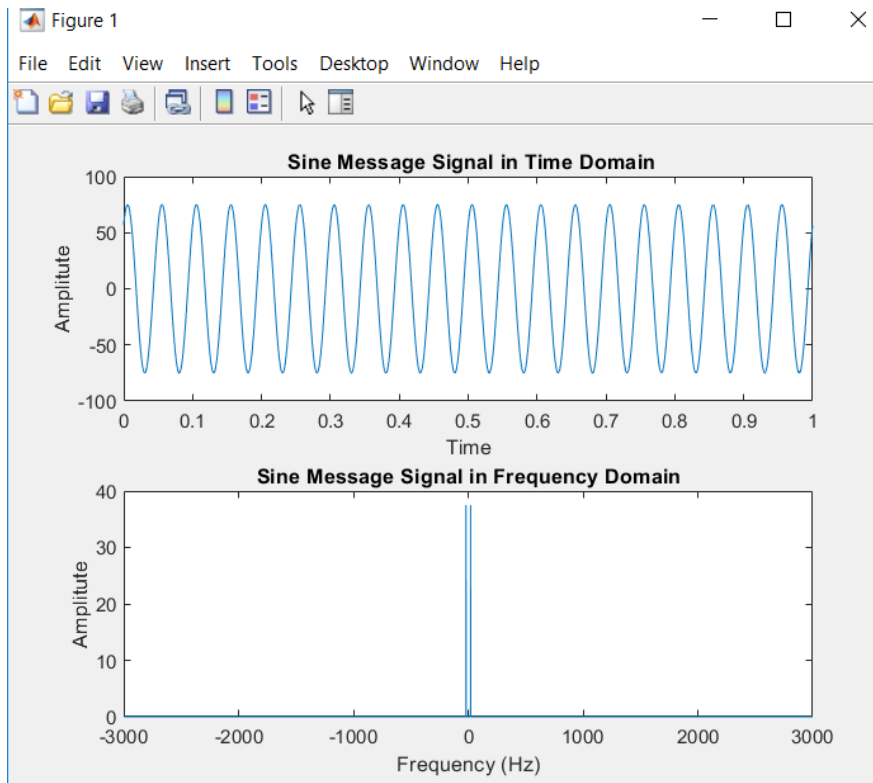 Figure 1
File Edit View Insert Tools Desktop Window Help
Sine Message Signal in Time Domain
100
50
0
-50
-100
Amplitute
0 0.1 0.2 0.3 0.4 0.5 0.6 0.7 0.8 0.9 1
Time
Sine Message Signal in Frequency Domain
40
30
20
10
0
Amplitute
-3000 -2000 -1000 0 1000 2000 3000
Frequency (Hz)